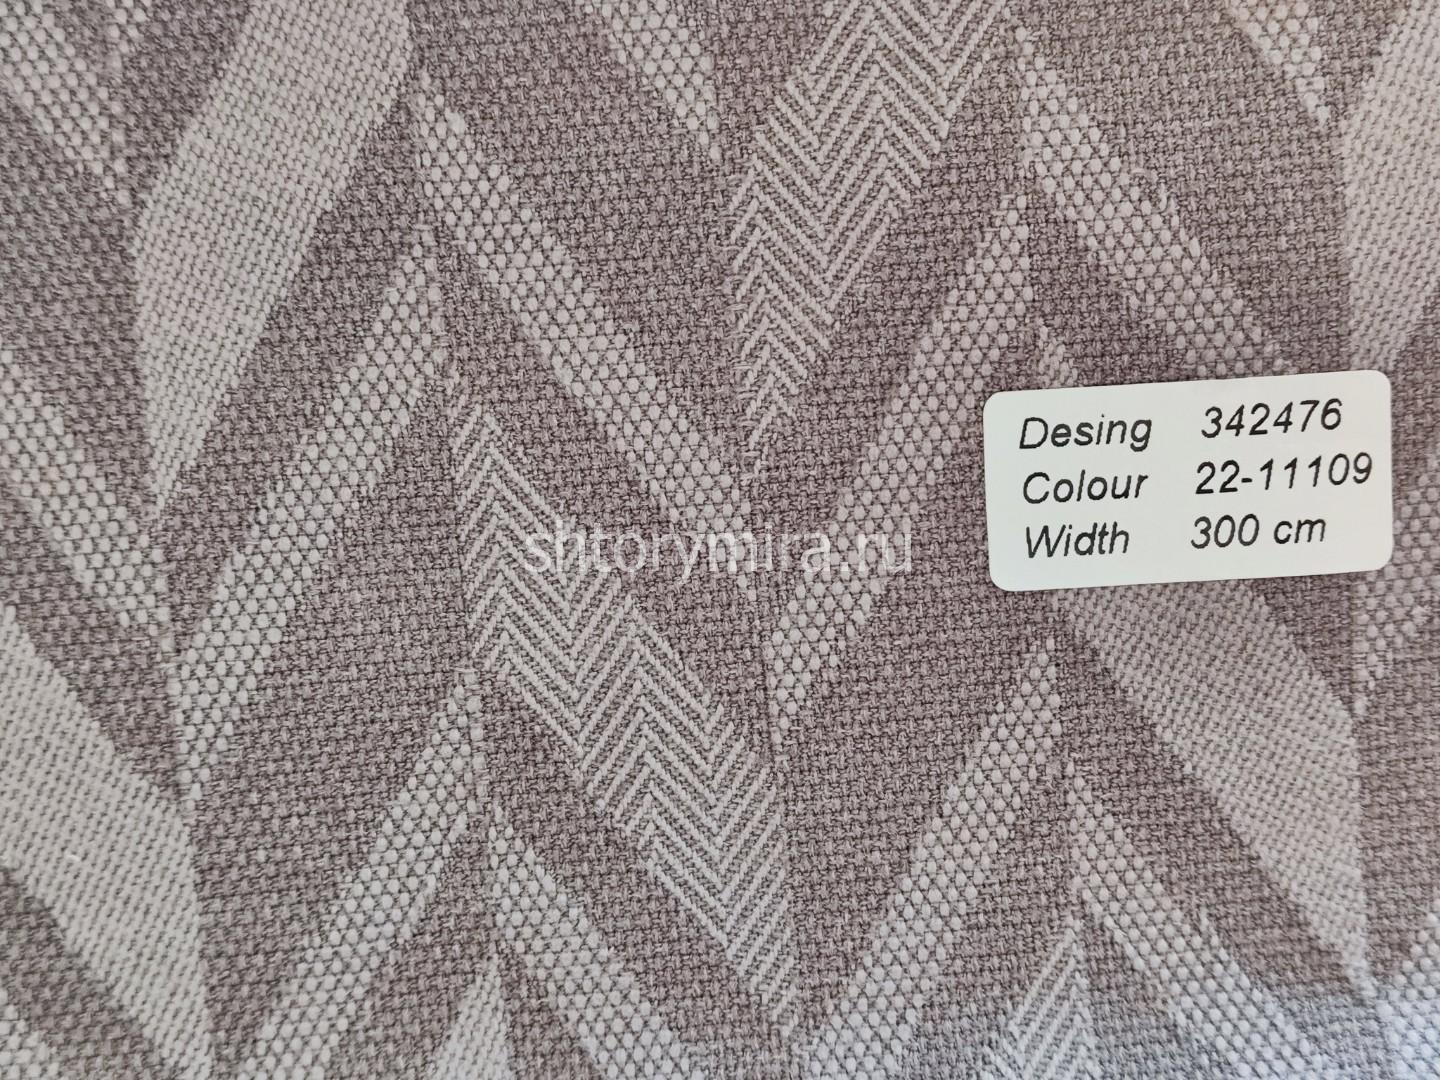 Desing 342476
Colour 22-11109
Width 300 cm
shtorymira.ru